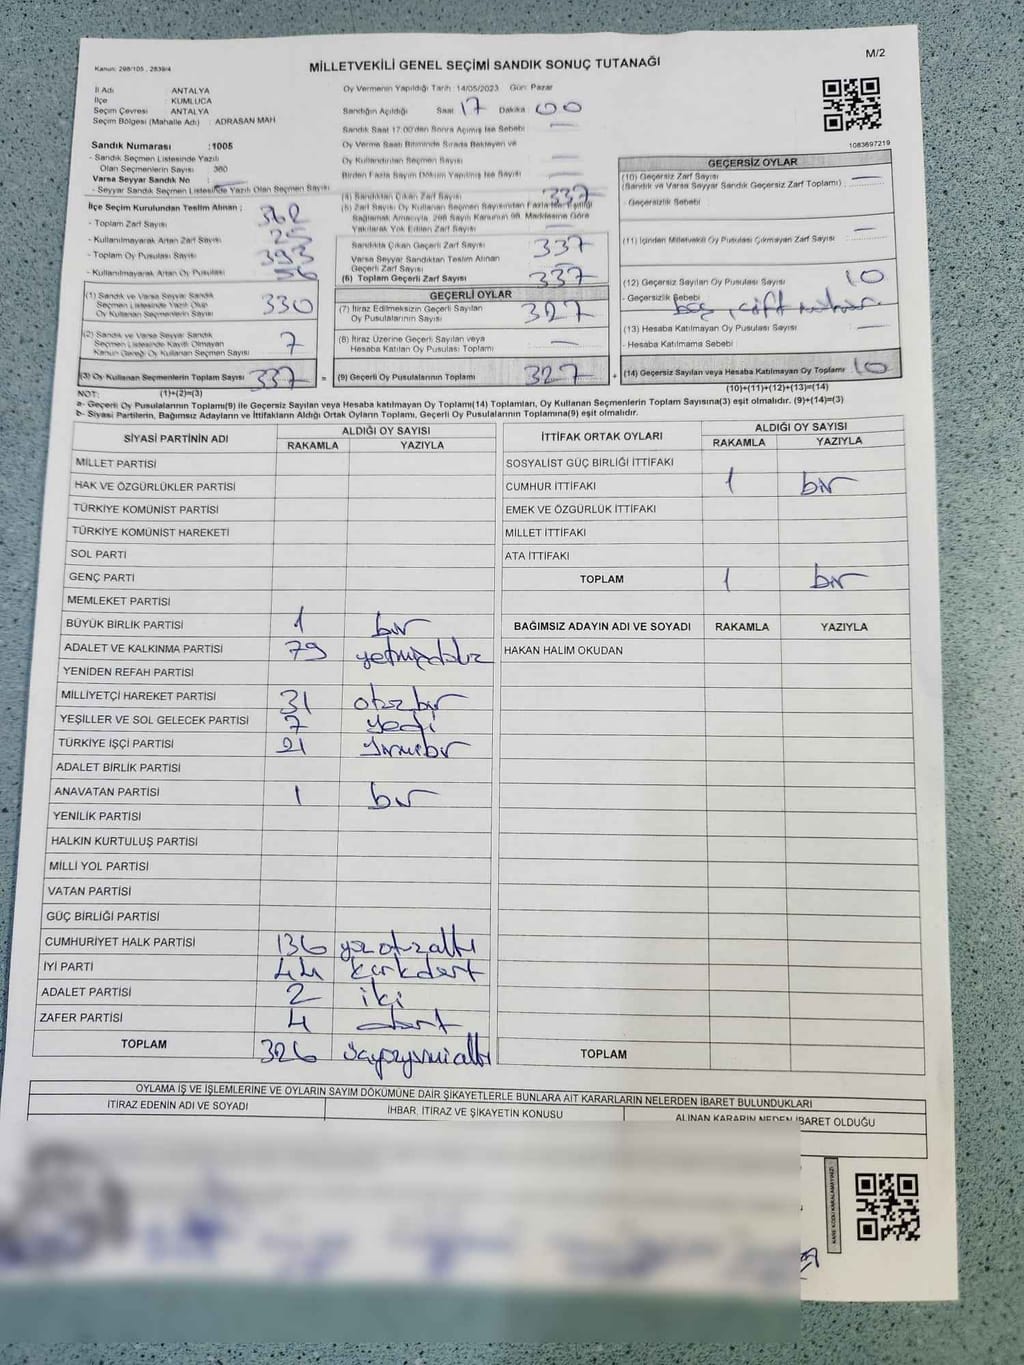 Kanun: 298/105 , 2839/4
MİLLETVEKİLİ GENEL SEÇİMİ SANDIK SONUÇ TUTANAĞI
M/2
İl Adı ANTALYA
İlçe KUMLUCA
Seçim Çevresi ANTALYA
Seçim Bölgesi (Mahalle Adı) : ADRASAN MAH.
Sandık Numarası :1005
- Sandık Seçmen Listesinde Yazılı
Olan Seçmenlerin Sayısı : 360
Varsa Seyyar Sandık No :
- Seyyar Sandık Seçmen Listesinde Yazılı Olan Seçmen Sayısı
İlçe Seçim Kurulundan Teslim Alınan ;
- Toplam Zarf Sayısı 362
- Kullanılmayarak Artan Zarf Sayısı 25
- Toplam Oy Pusulası Sayısı 393
- Kullanılmayarak Artan Oy Pusulası 56
(1) Sandık ve Varsa Seyyar Sandık
Seçmen Listesinde Yazılı Olup
Oy Kullanan Seçmenlerin Sayısı 330
(2) Sandık ve Varsa Seyyar Sandık
Seçmen Listesinde Kayıtlı Olmayan
Kanun Gereği Oy Kullanan Seçmen Sayısı 7
(3) Oy Kullanan Seçmenlerin Toplam Sayısı 337
Oy Vermenin Yapıldığı Tarih :14/05/2023 Gün: Pazar
Sandığın Açıldığı Saat 17 Dakika 00
Sandık Saat 17.00'den Sonra Açılmış İse Sebebi —
Oy Verme Saati Bitiminde Sırada Bekleyen ve
Oy Kullandırılan Seçmen Sayısı —
Birden Fazla Sayım Döküm Yapılmış İse Sayısı —
(4) Sandıktan Çıkan Zarf Sayısı 337
(5) Zarf Sayısı Oy Kullanan Seçmen Sayısından Fazla İse Eşitliği
Sağlamak Amacıyla, 298 Sayılı Kanunun 98. Maddesine Göre
Yakılarak Yok Edilen Zarf Sayısı —
Sandıkta Çıkan Geçerli Zarf Sayısı 337
Varsa Seyyar Sandıktan Teslim Alınan
Geçerli Zarf Sayısı
(6) Toplam Geçerli Zarf Sayısı 337
GEÇERLİ OYLAR
(7) İtiraz Edilmeksizin Geçerli Sayılan
Oy Pusulalarının Sayısı 327
(8) İtiraz Üzerine Geçerli Sayılan veya
Hesaba Katılan Oy Pusulası Toplamı —
= (9) Geçerli Oy Pusulalarının Toplamı 327
1083697219
GEÇERSİZ OYLAR
(10) Geçersiz Zarf Sayısı —
(Sandık ve Varsa Seyyar Sandık Geçersiz Zarf Toplamı)
- Geçersizlik Sebebi
(11) İçinden Milletvekili Oy Pusulası Çıkmayan Zarf Sayısı —
(12) Geçersiz Sayılan Oy Pusulası Sayısı 10
- Geçersizlik Sebebi boş , çift mühür
(13) Hesaba Katılmayan Oy Pusulası Sayısı —
- Hesaba Katılmama Sebebi
+ (14) Geçersiz Sayılan veya Hesaba Katılmayan Oy Toplamı 10
NOT: (1)+(2)=(3) (10)+(11)+(12)+(13)=(14)
a- Geçerli Oy Pusulalarının Toplamı(9) ile Geçersiz Sayılan veya Hesaba Katılmayan Oy Toplamı(14) Toplamları, Oy Kullanan Seçmenlerin Toplam Sayısına(3) eşit olmalıdır. (9)+(14)=(3)
b- Siyasi Partilerin, Bağımsız Adayların ve İttifakların Aldığı Ortak Oyların Toplamı, Geçerli Oy Pusulalarının Toplamına(9) eşit olmalıdır.
SİYASİ PARTİNİN ADI ALDIĞI OY SAYISI
RAKAMLA YAZIYLA
MİLLET PARTİSİ
HAK VE ÖZGÜRLÜKLER PARTİSİ
TÜRKİYE KOMÜNİST PARTİSİ
TÜRKİYE KOMÜNİST HAREKETİ
SOL PARTİ
GENÇ PARTİ
MEMLEKET PARTİSİ
BÜYÜK BİRLİK PARTİSİ 1 bir
ADALET VE KALKINMA PARTİSİ 79 yetmişdokuz
YENİDEN REFAH PARTİSİ
MİLLİYETÇİ HAREKET PARTİSİ 31 otuzbir
YEŞİLLER VE SOL GELECEK PARTİSİ 7 yedi
TÜRKİYE İŞÇİ PARTİSİ 21 yirmibir
ADALET BİRLİK PARTİSİ
ANAVATAN PARTİSİ 1 bir
YENİLİK PARTİSİ
HALKIN KURTULUŞ PARTİSİ
MİLLİ YOL PARTİSİ
VATAN PARTİSİ
GÜÇ BİRLİĞİ PARTİSİ
CUMHURİYET HALK PARTİSİ 136 yüzotuzaltı
İYİ PARTİ 44 kırkdört
ADALET PARTİSİ 2 iki
ZAFER PARTİSİ 4 dört
TOPLAM 326 üçyüzyirmialtı
İTTİFAK ORTAK OYLARI ALDIĞI OY SAYISI
RAKAMLA YAZIYLA
SOSYALİST GÜÇ BİRLİĞİ İTTİFAKI
CUMHUR İTTİFAKI 1 bir
EMEK VE ÖZGÜRLÜK İTTİFAKI
MİLLET İTTİFAKI
ATA İTTİFAKI
TOPLAM 1 bir
BAĞIMSIZ ADAYIN ADI VE SOYADI RAKAMLA YAZIYLA
HAKAN HALİM OKUDAN
TOPLAM
OYLAMA İŞ VE İŞLEMLERİNE VE OYLARIN SAYIM DÖKÜMÜNE DAİR ŞİKAYETLERLE BUNLARA AİT KARARLARIN NELERDEN İBARET BULUNDUKLARI
İTİRAZ EDENİN ADI VE SOYADI
İHBAR, İTİRAZ VE ŞİKAYETİN KONUSU
ALINAN KARARIN NEDEN İBARET OLDUĞU